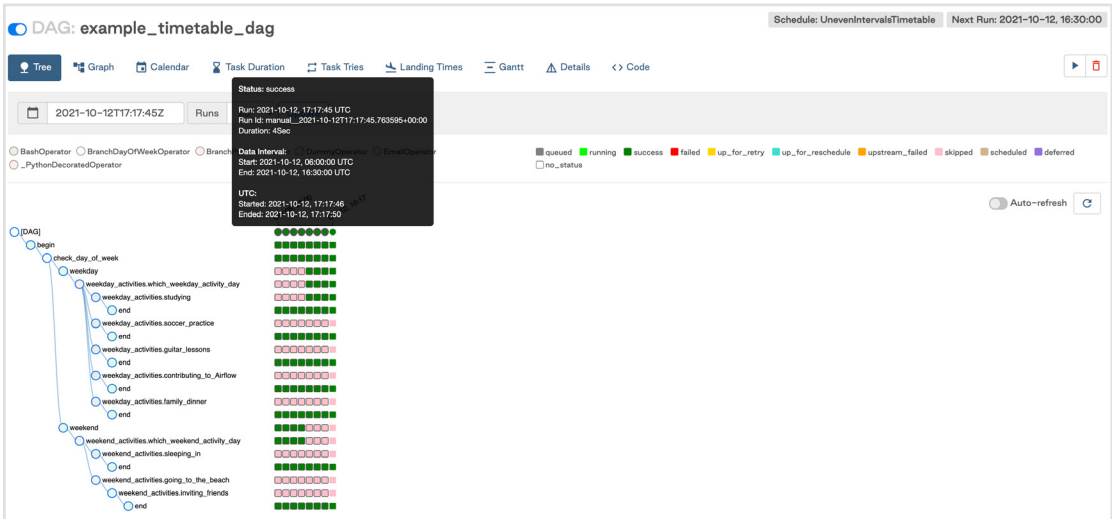 DAG: example_timetable_dag
Schedule: UnevenIntervalsTimetable
Next Run: 2021-10-12, 16:30:00
Tree
Graph
Calendar
Task Duration
Task Tries
Landing Times
Gantt
Details
Code
Status: success
Run: 2021-10-12, 17:17:45 UTC
Run Id: manual__2021-10-12T17:17:45.763595+00:00
Duration: 4Sec
Data Interval:
Start: 2021-10-12, 06:00:00 UTC
End: 2021-10-12, 16:30:00 UTC
UTC:
Started: 2021-10-12, 17:17:46
Ended: 2021-10-12, 17:17:50
2021-10-12T17:17:45Z
Runs
BashOperator
BranchDayOfWeekOperator
DummyOperator
EmailOperator
_PythonDecoratedOperator
queued
running
success
failed
up_for_retry
up_for_reschedule
upstream_failed
skipped
scheduled
deferred
no_status
Auto-refresh
[DAG]
begin
check_day_of_week
weekday
weekday_activities.which_weekday_activity_day
weekday_activities.studying
end
weekday_activities.soccer_practice
end
weekday_activities.guitar_lessons
end
weekday_activities.contributing_to_Airflow
end
weekday_activities.family_dinner
end
weekend
weekend_activities.which_weekend_activity_day
weekend_activities.sleeping_in
end
weekend_activities.going_to_the_beach
weekend_activities.inviting_friends
end